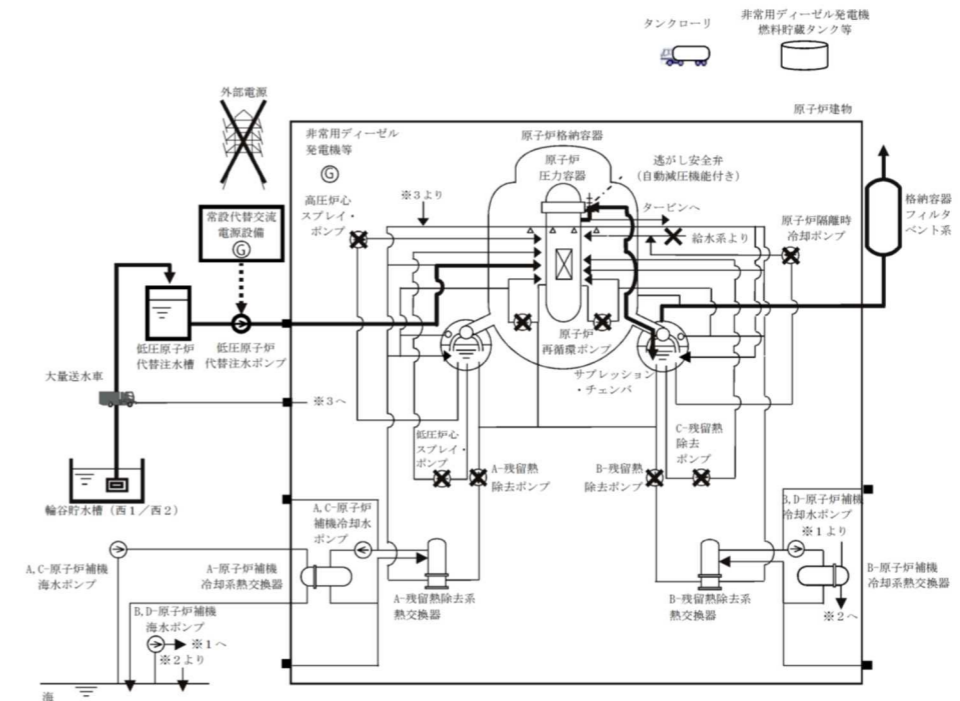 タンクローリ
非常用ディーゼル発電機
燃料貯蔵タンク等
外部電源
原子炉建物
非常用ディーゼル
発電機等
G
原子炉格納容器
原子炉
圧力容器
逃がし安全弁
(自動減圧機能付き)
高圧炉心
スプレイ・
ポンプ
※3より
タービンへ
給水系より
原子炉隔離時
冷却ポンプ
格納容器
フィルタ
ベント系
常設代替交流
電源設備
G
低圧原子炉
代替注水槽
低圧原子炉
代替注水ポンプ
原子炉
再循環ポンプ
サプレッション
・チェンバ
大量送水車
※3へ
低圧炉心
スプレイ・
ポンプ
A-残留熱
除去ポンプ
B-残留熱
除去ポンプ
C-残留熱
除去
ポンプ
輪谷貯水槽(西1/西2)
A,C-原子炉
補機冷却水
ポンプ
B,D-原子炉補機
冷却水ポンプ
※1より
A,C-原子炉補機
海水ポンプ
A-原子炉補機
冷却系熱交換器
A-残留熱除去系
熱交換器
B-残留熱除去系
熱交換器
B-原子炉補機
冷却系熱交換器
※2へ
B,D-原子炉補機
海水ポンプ
※1へ
※2より
海